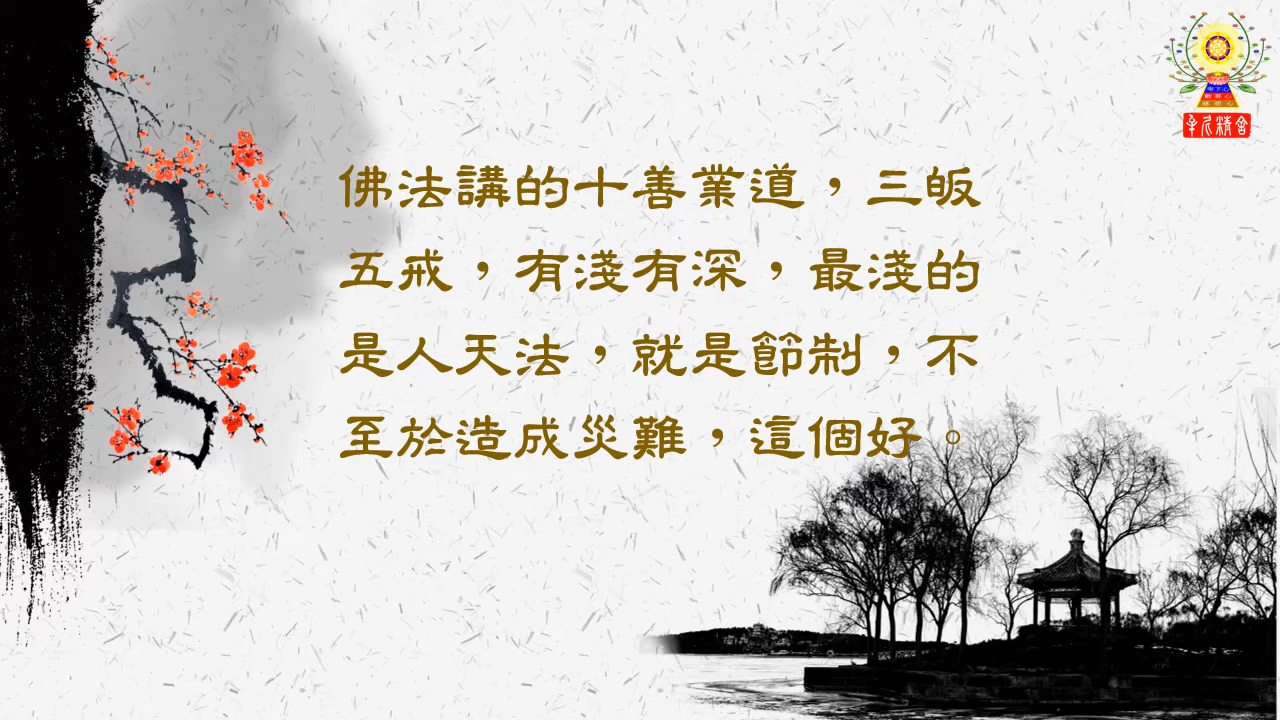 佛法講的十善業道，三皈
五戒，有淺有深，最淺的
是人天法，就是節制，不
至於造成災難，這個好。